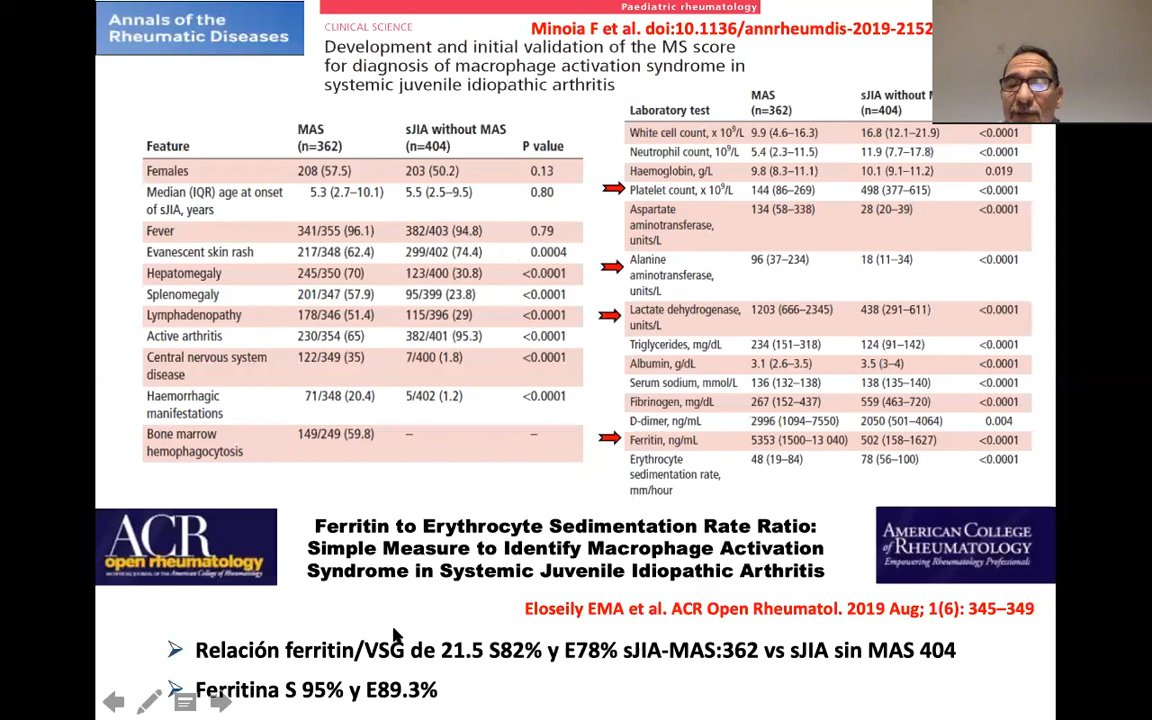 Annals of the
Rheumatic Diseases
Paediatric rheumatology
CLINICAL SCIENCE
Minoia F et al. doi:10.1136/annrheumdis-2019-2152
Development and initial validation of the MS score
for diagnosis of macrophage activation syndrome in
systemic juvenile idiopathic arthritis
MAS sJIA without MAS
Feature (n=362) (n=404) P value
Females 208 (57.5) 203 (50.2) 0.13
Median (IQR) age at onset 5.3 (2.7–10.1) 5.5 (2.5–9.5) 0.80
of sJIA, years
Fever 341/355 (96.1) 382/403 (94.8) 0.79
Evanescent skin rash 217/348 (62.4) 299/402 (74.4) 0.0004
Hepatomegaly 245/350 (70) 123/400 (30.8) <0.0001
Splenomegaly 201/347 (57.9) 95/399 (23.8) <0.0001
Lymphadenopathy 178/346 (51.4) 115/396 (29) <0.0001
Active arthritis 230/354 (65) 382/401 (95.3) <0.0001
Central nervous system 122/349 (35) 7/400 (1.8) <0.0001
disease
Haemorrhagic 71/348 (20.4) 5/402 (1.2) <0.0001
manifestations
Bone marrow 149/249 (59.8) – –
hemophagocytosis
MAS sJIA without
Laboratory test (n=362) (n=404)
White cell count, x 10⁹/L 9.9 (4.6–16.3) 16.8 (12.1–21.9) <0.0001
Neutrophil count, 10⁹/L 5.4 (2.3–11.5) 11.9 (7.7–17.8) <0.0001
Haemoglobin, g/L 9.8 (8.3–11.1) 10.1 (9.1–11.2) 0.019
Platelet count, x 10⁹/L 144 (86–269) 498 (377–615) <0.0001
Aspartate 134 (58–338) 28 (20–39) <0.0001
aminotransferase,
units/L
Alanine 96 (37–234) 18 (11–34) <0.0001
aminotransferase,
units/L
Lactate dehydrogenase, 1203 (666–2345) 438 (291–611) <0.0001
units/L
Triglycerides, mg/dL 234 (151–318) 124 (91–142) <0.0001
Albumin, g/dL 3.1 (2.6–3.5) 3.5 (3–4) <0.0001
Serum sodium, mmol/L 136 (132–138) 138 (135–140) <0.0001
Fibrinogen, mg/dL 267 (152–437) 559 (463–720) <0.0001
D-dimer, ng/mL 2996 (1094–7550) 2050 (501–4064) 0.004
Ferritin, ng/mL 5353 (1500–13 040) 502 (158–1627) <0.0001
Erythrocyte 48 (19–84) 78 (56–100) <0.0001
sedimentation rate,
mm/hour
ACR
open rheumatology
Ferritin to Erythrocyte Sedimentation Rate Ratio:
Simple Measure to Identify Macrophage Activation
Syndrome in Systemic Juvenile Idiopathic Arthritis
AMERICAN COLLEGE
of RHEUMATOLOGY
Empowering Rheumatology Professionals
Eloseily EMA et al. ACR Open Rheumatol. 2019 Aug; 1(6): 345–349
Relación ferritin/VSG de 21.5 S82% y E78% sJIA-MAS:362 vs sJIA sin MAS 404
Ferritina S 95% y E89.3%